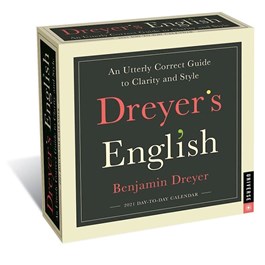 An Utterly Correct Guide
to Clarity and Style
Dreyer's
English
Benjamin Dreyer
2021 DAY-TO-DAY CALENDAR
UNIVERSE
Dreyer's
English